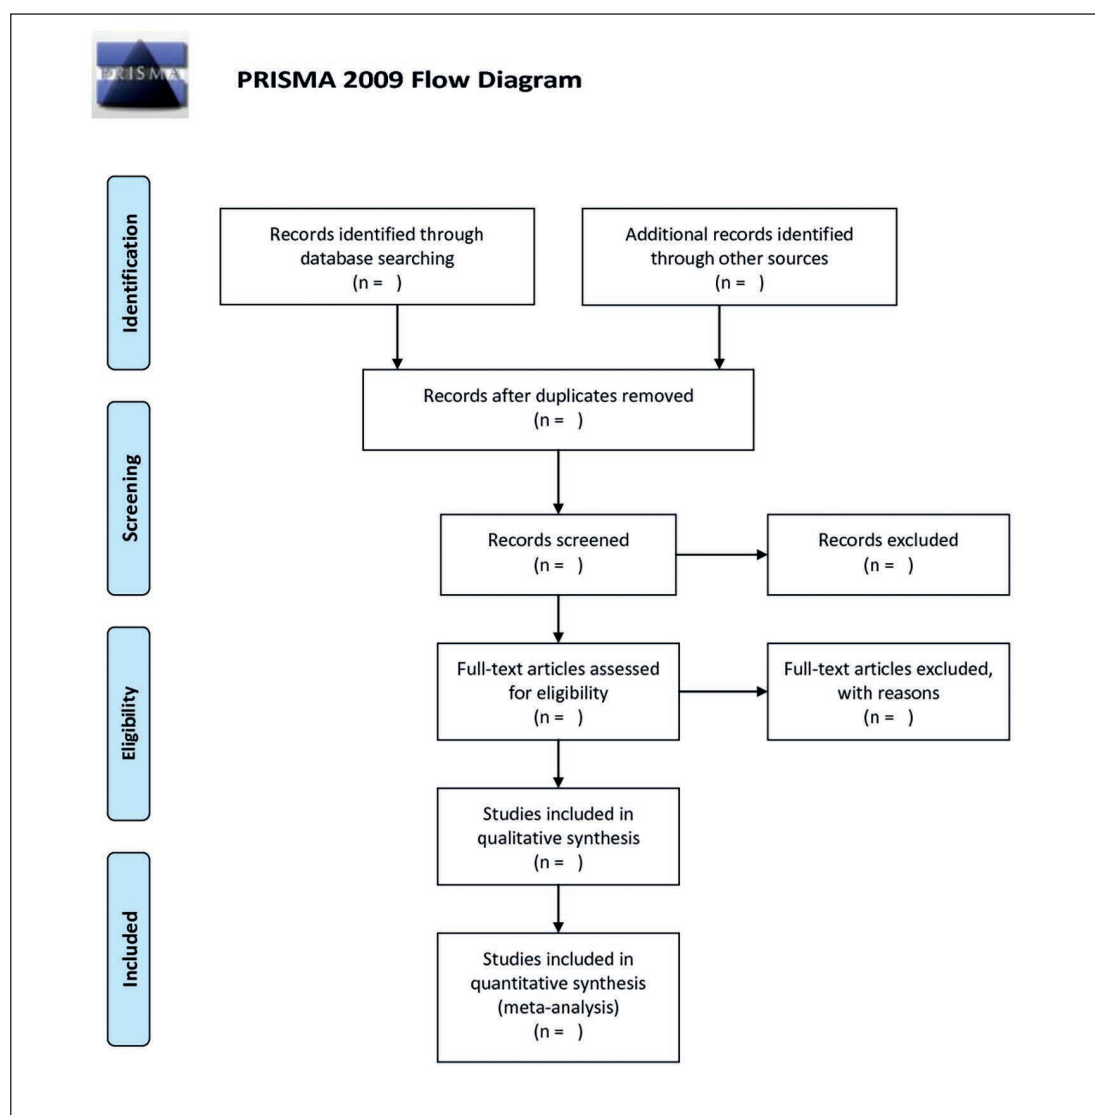 PRISMA
PRISMA 2009 Flow Diagram
Identification
Records identified through
database searching
(n =   )
Additional records identified
through other sources
(n =   )
Records after duplicates removed
(n =   )
Screening
Records screened
(n =   )
Records excluded
(n =   )
Eligibility
Full-text articles assessed
for eligibility
(n =   )
Full-text articles excluded,
with reasons
(n =   )
Studies included in
qualitative synthesis
(n =   )
Included
Studies included in
quantitative synthesis
(meta-analysis)
(n =   )